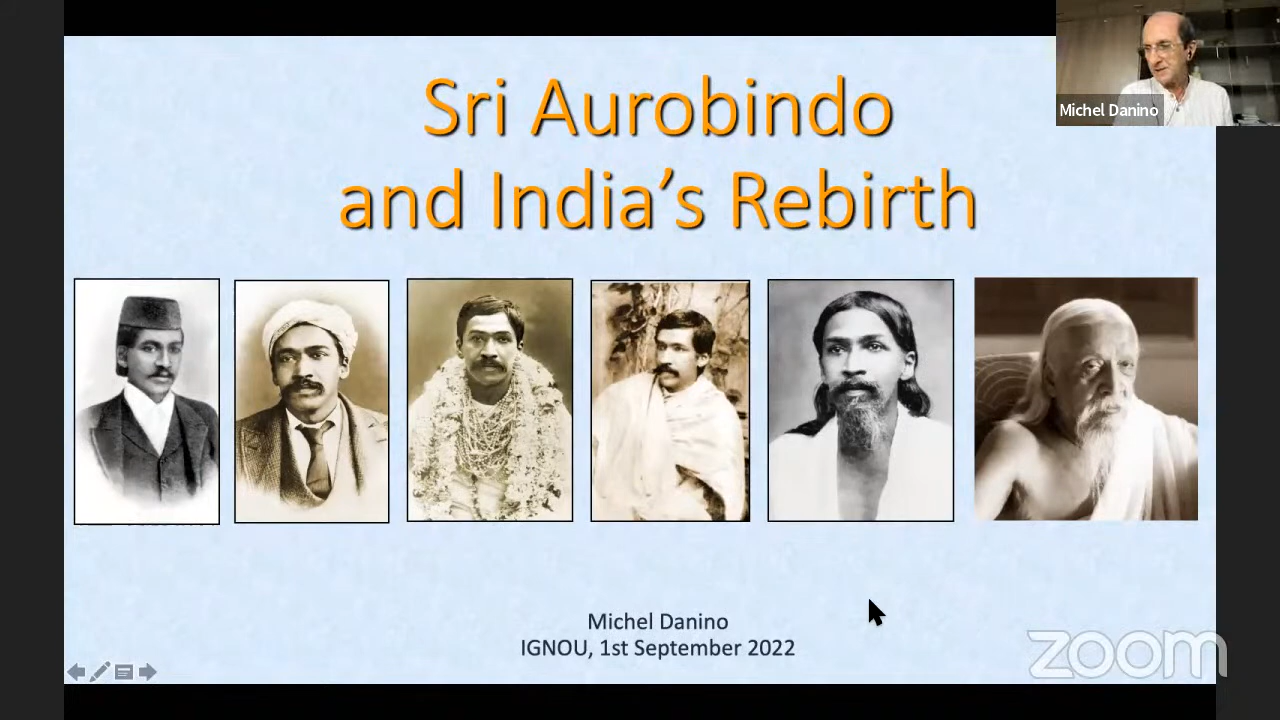 Sri Aurobindo
and India's Rebirth
Michel Danino
Michel Danino
IGNOU, 1st September 2022
zoom